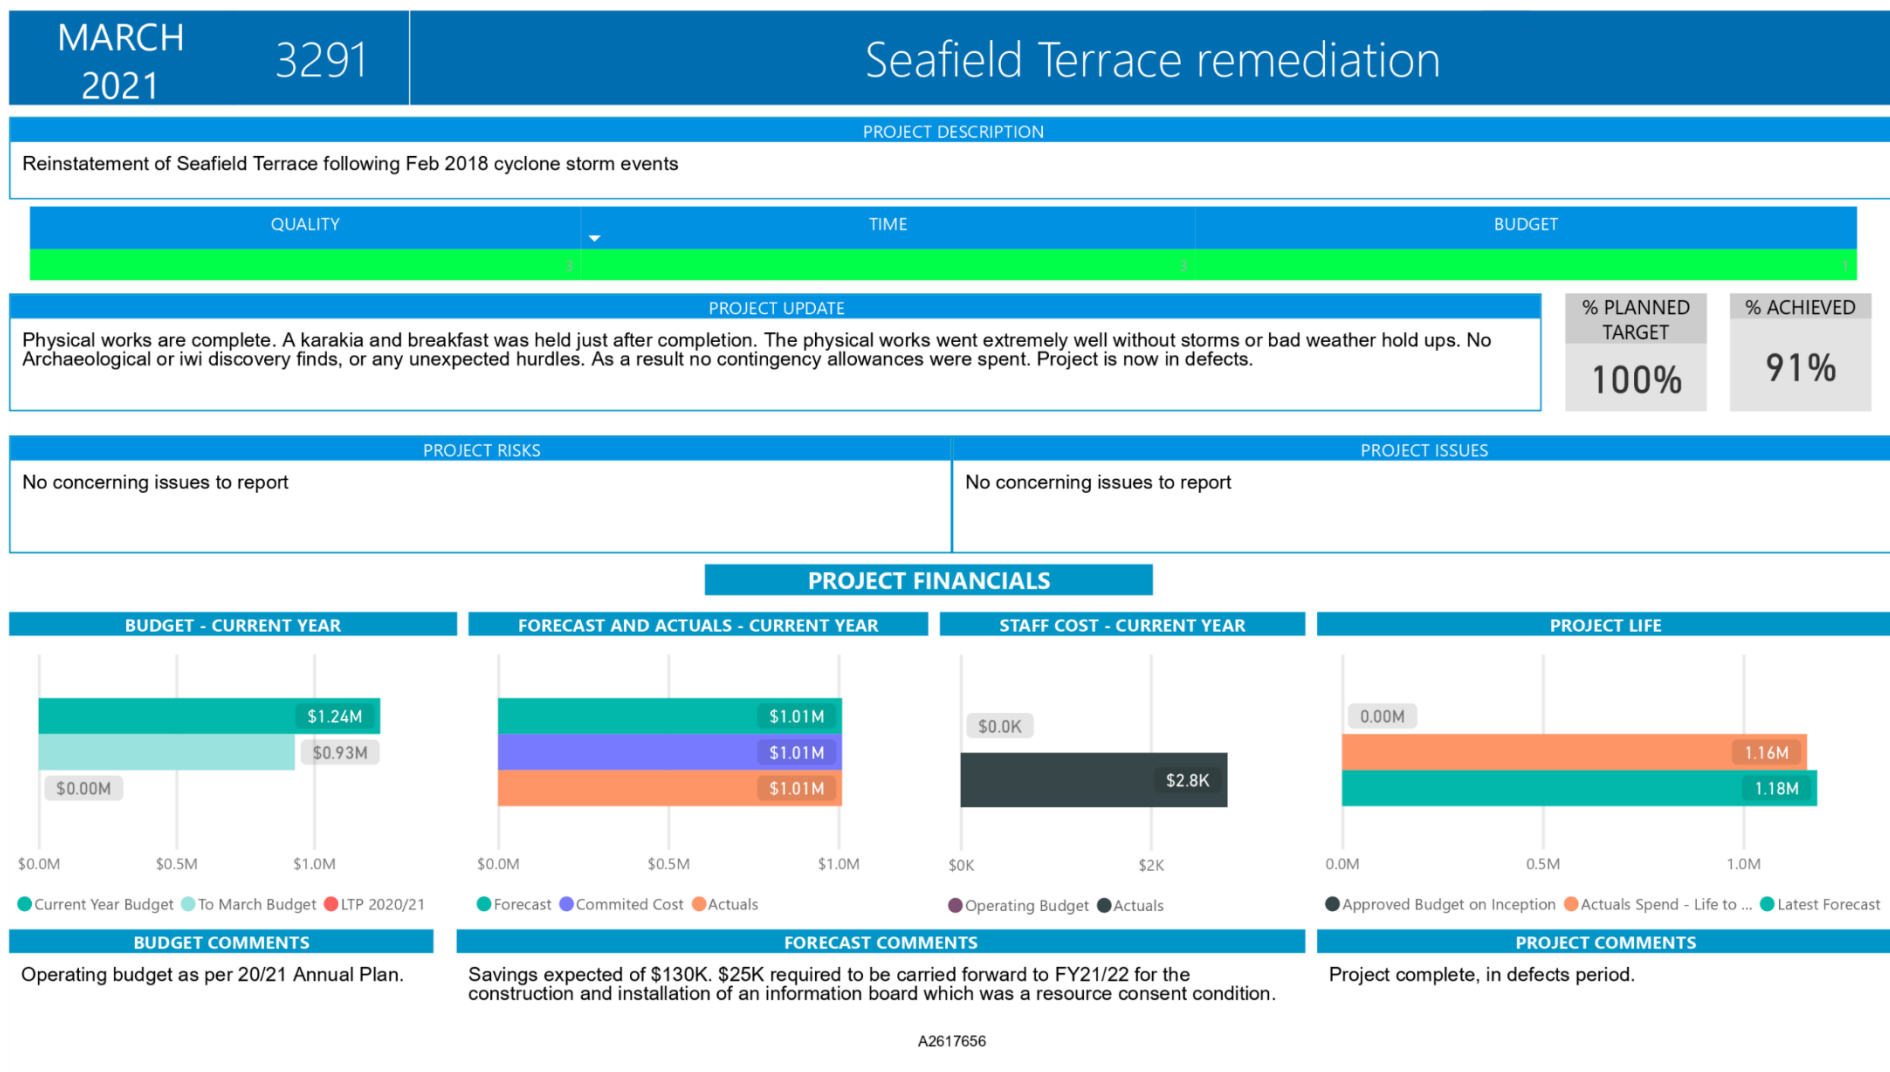 MARCH
2021
3291
Seafield Terrace remediation
PROJECT DESCRIPTION
Reinstatement of Seafield Terrace following Feb 2018 cyclone storm events
QUALITY
TIME
BUDGET
3
3
1
PROJECT UPDATE
Physical works are complete. A karakia and breakfast was held just after completion. The physical works went extremely well without storms or bad weather hold ups. No
Archaeological or iwi discovery finds, or any unexpected hurdles. As a result no contingency allowances were spent. Project is now in defects.
% PLANNED
TARGET
100%
% ACHIEVED
91%
PROJECT RISKS
No concerning issues to report
PROJECT ISSUES
No concerning issues to report
PROJECT FINANCIALS
BUDGET - CURRENT YEAR
$1.24M
$0.93M
$0.00M
$0.0M $0.5M $1.0M
Current Year Budget To March Budget LTP 2020/21
FORECAST AND ACTUALS - CURRENT YEAR
$1.01M
$1.01M
$1.01M
$0.0M $0.5M $1.0M
Forecast Commited Cost Actuals
STAFF COST - CURRENT YEAR
$0.0K
$2.8K
$0K $2K
Operating Budget Actuals
PROJECT LIFE
0.00M
1.16M
1.18M
0.0M 0.5M 1.0M
Approved Budget on Inception Actuals Spend - Life to ... Latest Forecast
BUDGET COMMENTS
Operating budget as per 20/21 Annual Plan.
FORECAST COMMENTS
Savings expected of $130K. $25K required to be carried forward to FY21/22 for the
construction and installation of an information board which was a resource consent condition.
PROJECT COMMENTS
Project complete, in defects period.
A2617656